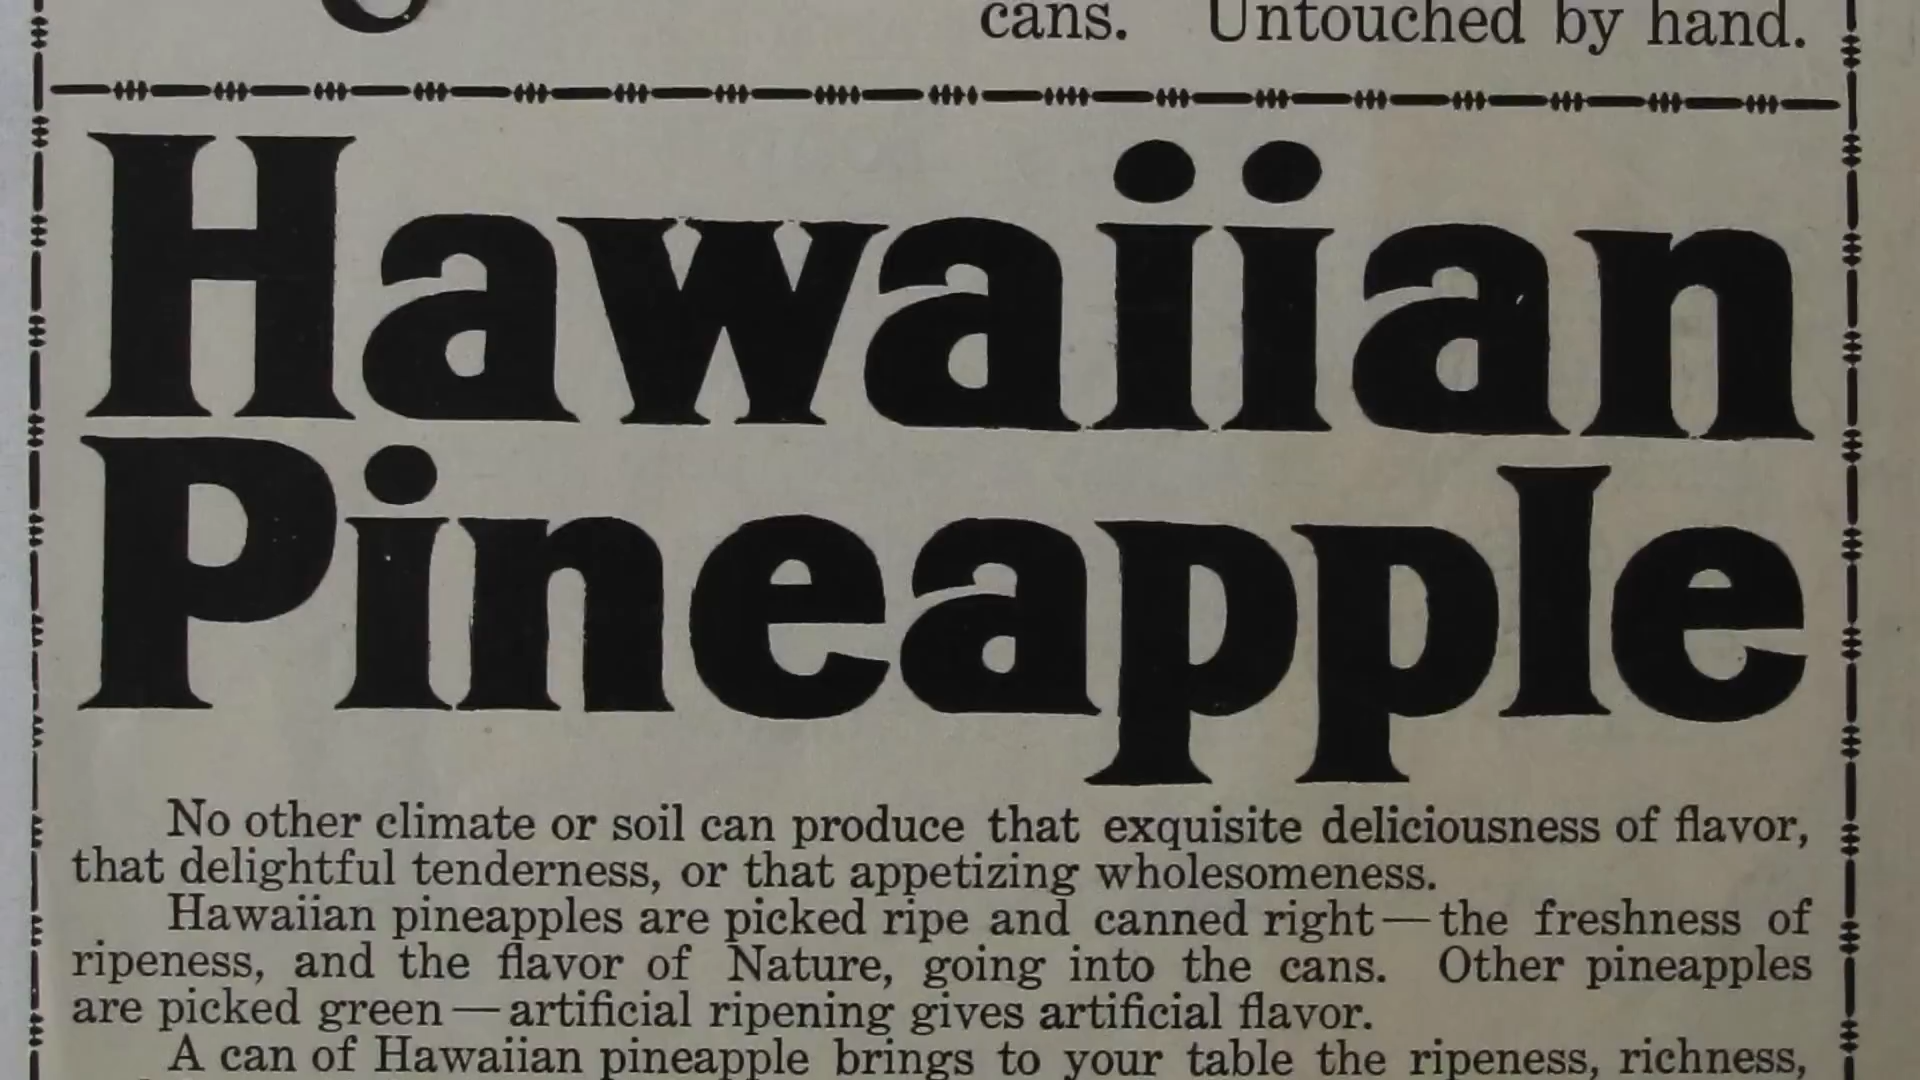 cans. Untouched by hand.
Hawaiian
Pineapple
No other climate or soil can produce that exquisite deliciousness of flavor,
that delightful tenderness, or that appetizing wholesomeness.
Hawaiian pineapples are picked ripe and canned right—the freshness of
ripeness, and the flavor of Nature, going into the cans. Other pineapples
are picked green—artificial ripening gives artificial flavor.
A can of Hawaiian pineapple brings to your table the ripeness, richness,